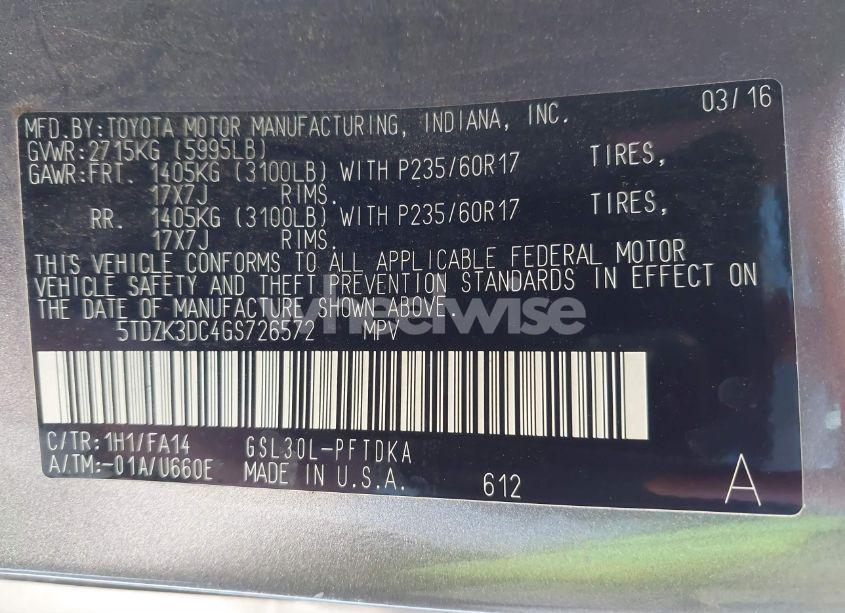 03/16
MFD.BY:TOYOTA MOTOR MANUFACTURING, INDIANA, INC.
GVWR:2715KG (5995LB)
GAWR:FRT. 1405KG (3100LB) WITH P235/60R17 TIRES,
17X7J RIMS.
RR. 1405KG (3100LB) WITH P235/60R17 TIRES,
17X7J RIMS.
THIS VEHICLE CONFORMS TO ALL APPLICABLE FEDERAL MOTOR
VEHICLE SAFETY AND THEFT PREVENTION STANDARDS IN EFFECT ON
THE DATE OF MANUFACTURE SHOWN ABOVE.
wheelwise
5TDZK3DC4GS726572 MPV
C/TR:1H1/FA14 GSL30L-PFTDKA
A/TM:-01A/U660E MADE IN U.S.A. 612 A